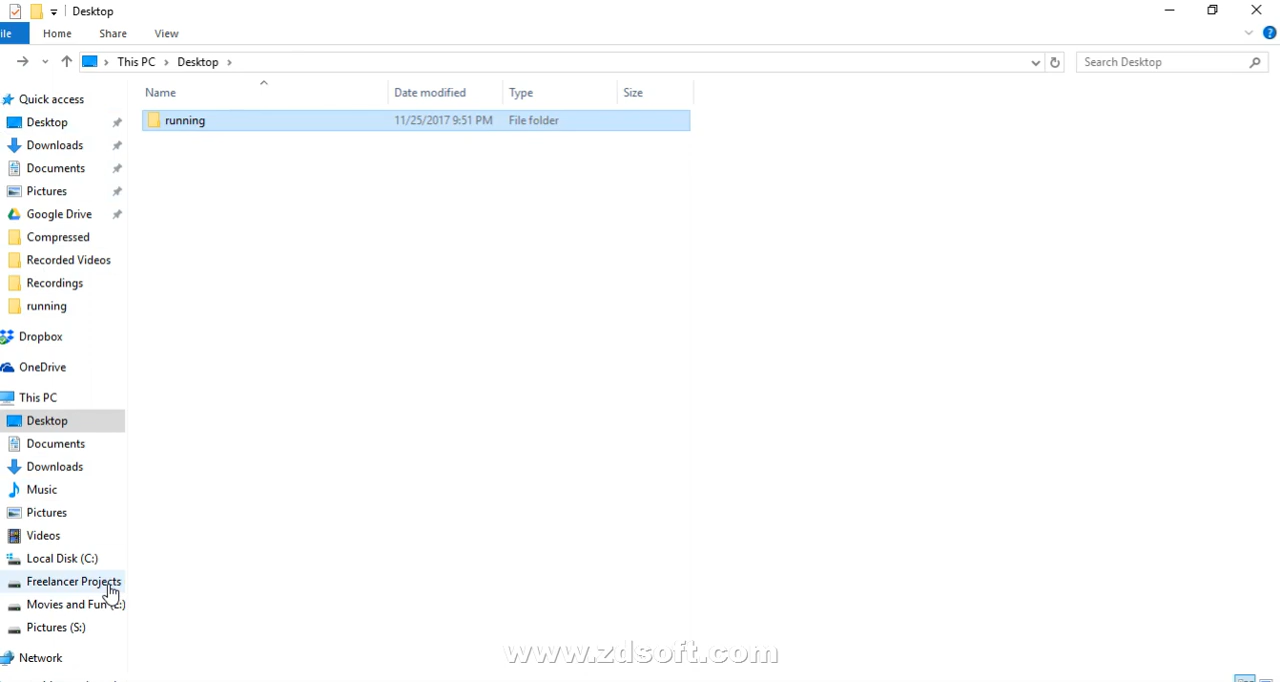 Desktop
ile Home Share View
This PC Desktop
Search Desktop
Name Date modified Type Size
running 11/25/2017 9:51 PM File folder
Quick access
Desktop
Downloads
Documents
Pictures
Google Drive
Compressed
Recorded Videos
Recordings
running
Dropbox
OneDrive
This PC
Desktop
Documents
Downloads
Music
Pictures
Videos
Local Disk (C:)
Freelancer Projects
Movies and Fun
Pictures (S:)
Network
www.zdsoft.com